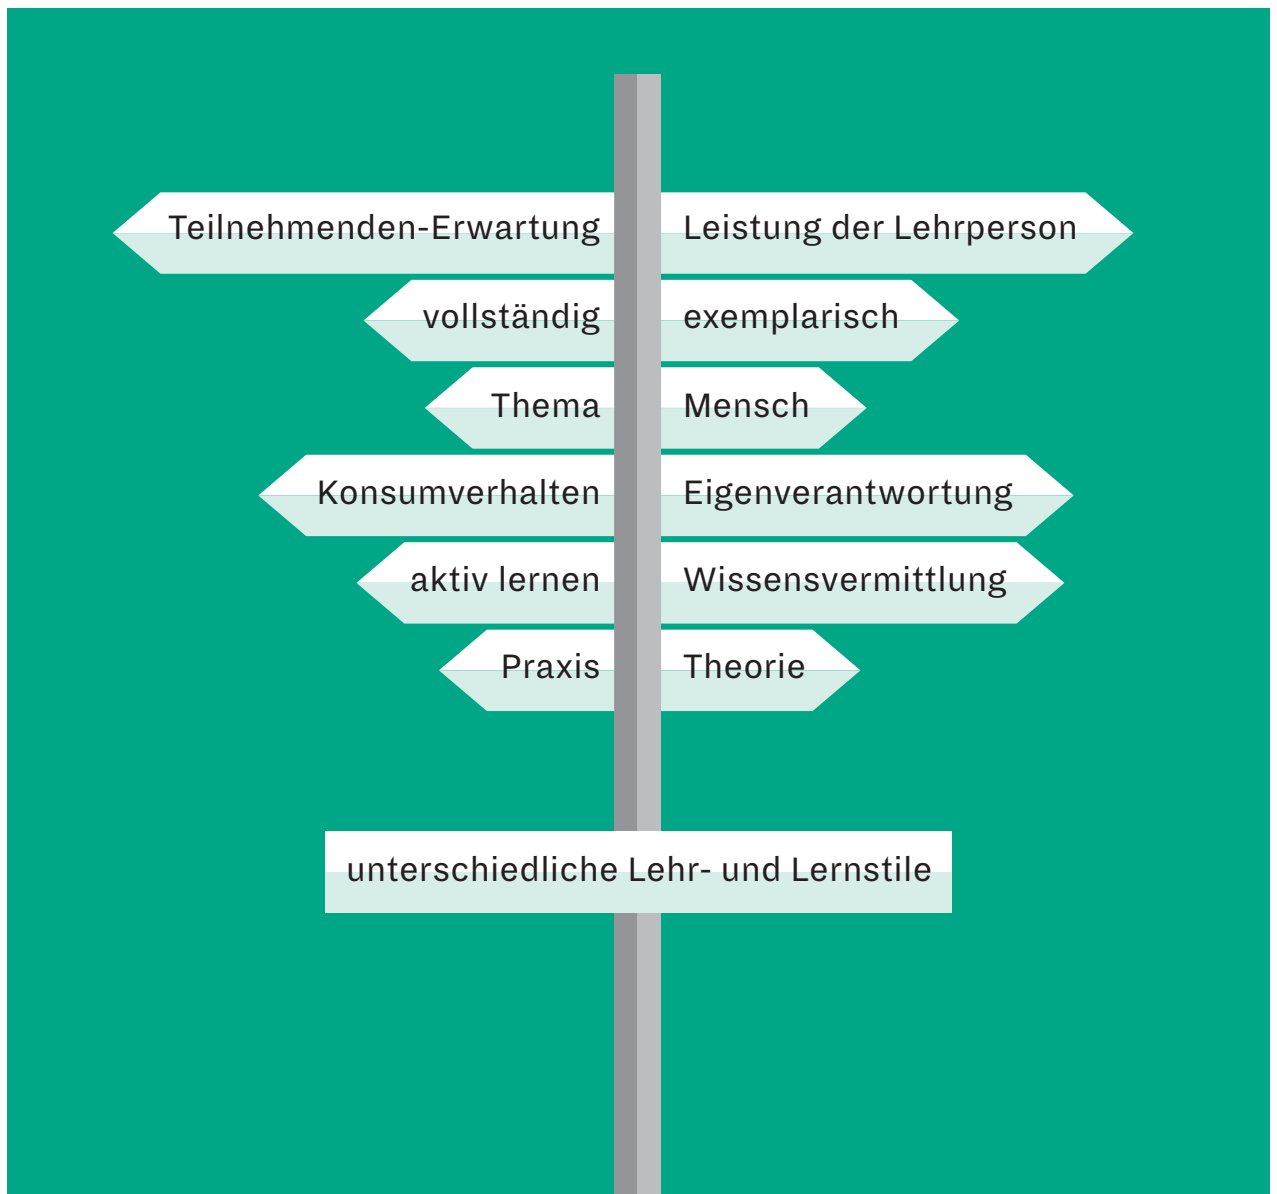 Teilnehmenden-Erwartung Leistung der Lehrperson
vollständig exemplarisch
Thema Mensch
Konsumverhalten Eigenverantwortung
aktiv lernen Wissensvermittlung
Praxis Theorie
unterschiedliche Lehr- und Lernstile